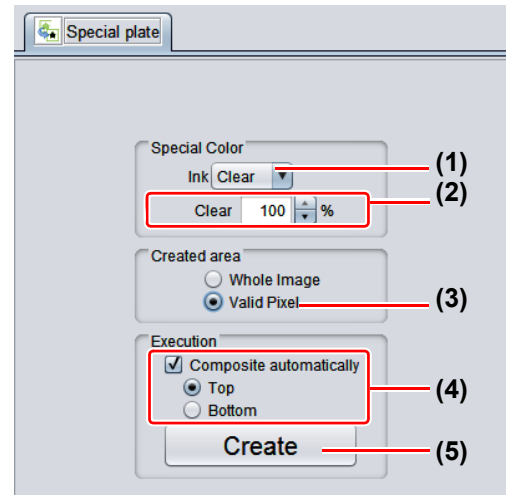 Special plate
Special Color
Ink Clear (1)
Clear 100 % (2)
Created area
Whole Image
Valid Pixel (3)
Execution
Composite automatically
Top (4)
Bottom
Create (5)